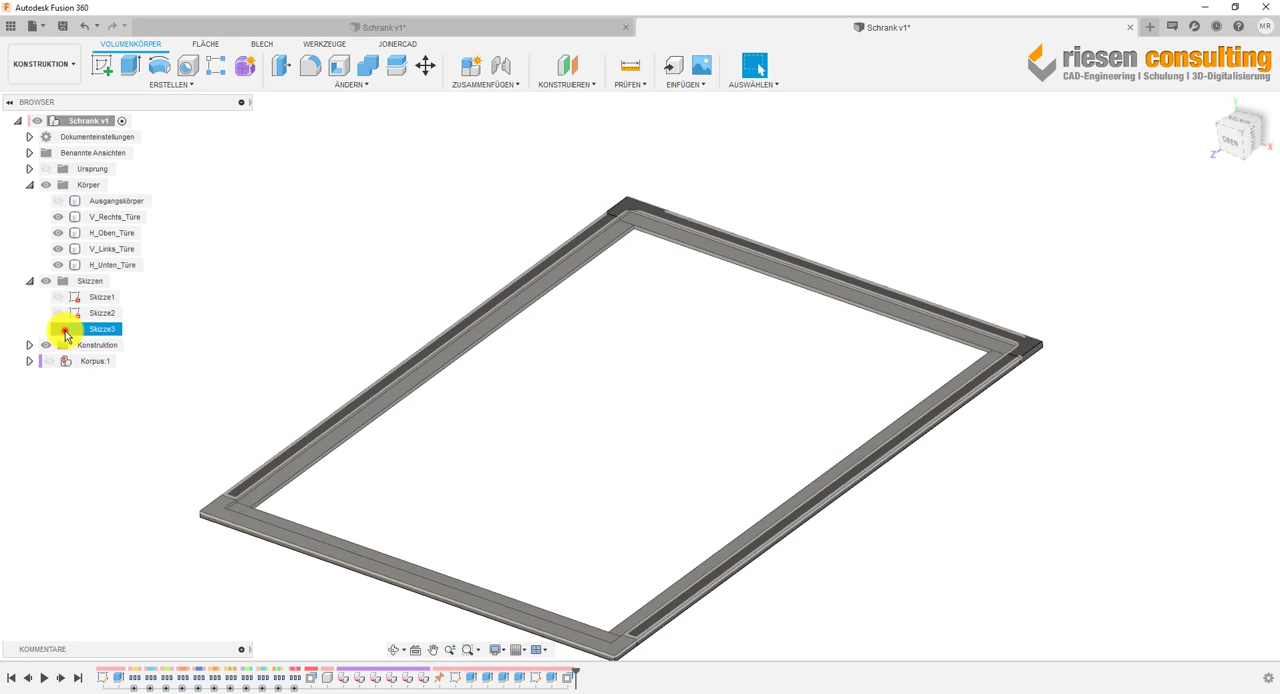 Autodesk Fusion 360
Schrank v1*
Schrank v1*
MR
KONSTRUKTION
VOLUMENKÖRPER
FLÄCHE
BLECH
WERKZEUGE
JOINERCAD
ERSTELLEN
ÄNDERN
ZUSAMMENFÜGEN
KONSTRUIEREN
PRÜFEN
EINFÜGEN
AUSWÄHLEN
riesen consulting
CAD-Engineering | Schulung | 3D-Digitalisierung
BROWSER
Schrank v1
Dokumenteinstellungen
Benannte Ansichten
Ursprung
Körper
Ausgangskörper
V_Rechts_Türe
H_Oben_Türe
V_Links_Türe
H_Unten_Türe
Skizzen
Skizze1
Skizze2
Skizze3
Konstruktion
Korpus:1
Y
OBEN
X
Z
KOMMENTARE